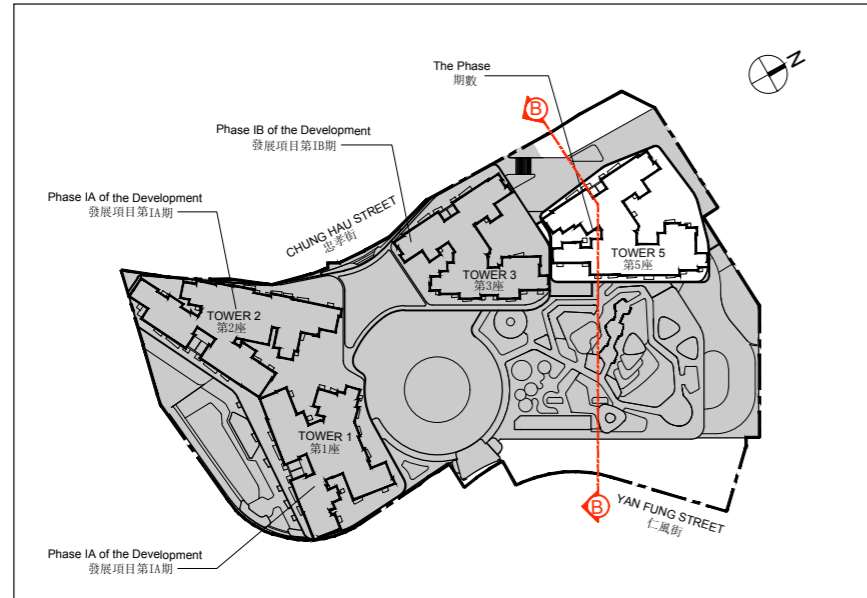 N
The Phase
期數
B
Phase IB of the Development
發展項目第IB期
Phase IA of the Development
發展項目第IA期
CHUNG HAU STREET
忠孝街
TOWER 5
第5座
TOWER 3
第3座
TOWER 2
第2座
TOWER 1
第1座
B
YAN FUNG STREET
仁風街
Phase IA of the Development
發展項目第IA期